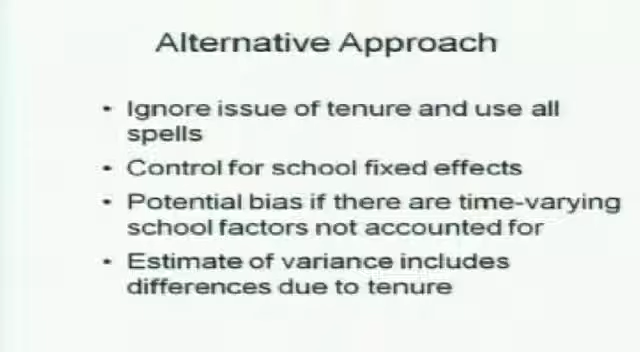 Alternative Approach
• Ignore issue of tenure and use all
spells
• Control for school fixed effects
• Potential bias if there are time-varying
school factors not accounted for
• Estimate of variance includes
differences due to tenure